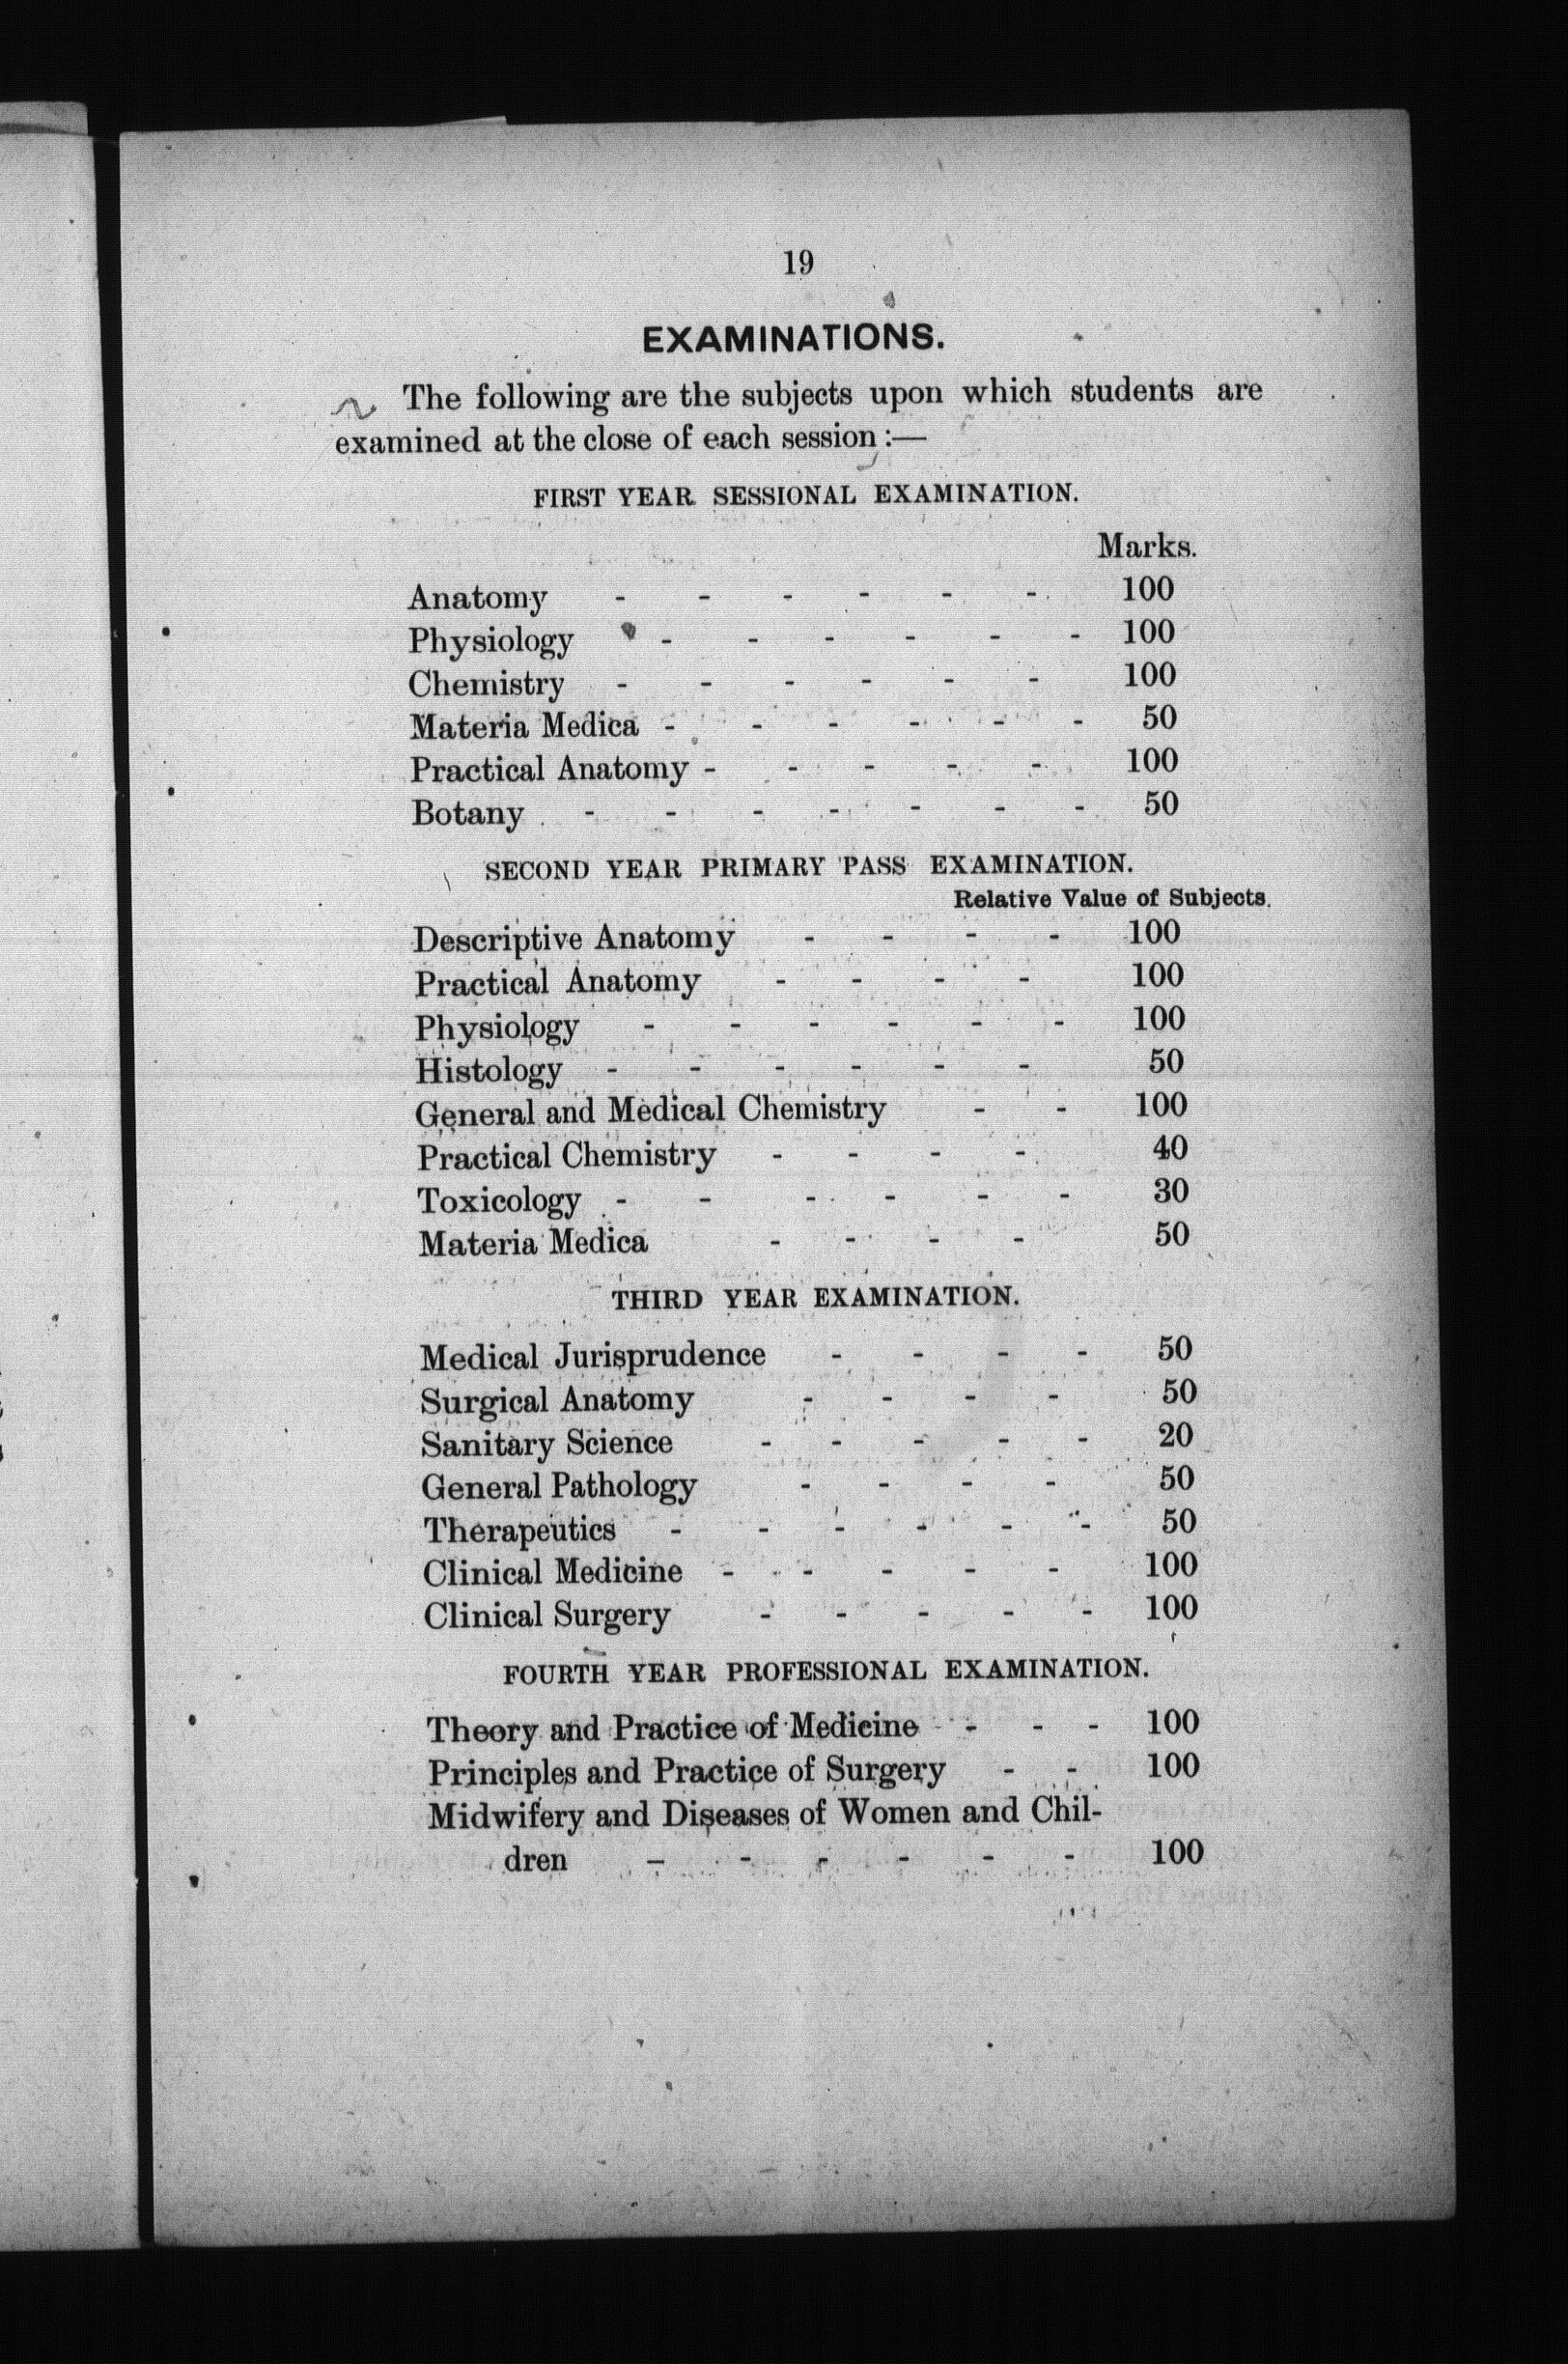 19
EXAMINATIONS.
The following are the subjects upon which students are
examined at the close of each session :—
FIRST YEAR SESSIONAL EXAMINATION.
Marks.
Anatomy - - - - - - 100
Physiology - - - - - - 100
Chemistry - - - - - - 100
Materia Medica - - - - - - 50
Practical Anatomy - - - - - 100
Botany - - - - - - - 50
SECOND YEAR PRIMARY PASS EXAMINATION.
Relative Value of Subjects.
Descriptive Anatomy - - - - 100
Practical Anatomy - - - - 100
Physiology - - - - - - 100
Histology - - - - - - 50
General and Medical Chemistry - - 100
Practical Chemistry - - - - 40
Toxicology - - - - - - 30
Materia Medica - - - - 50
THIRD YEAR EXAMINATION.
Medical Jurisprudence - - - - 50
Surgical Anatomy - - - - 50
Sanitary Science - - - - - 20
General Pathology - - - - 50
Therapeutics - - - - - - 50
Clinical Medicine - - - - - 100
Clinical Surgery - - - - - 100
FOURTH YEAR PROFESSIONAL EXAMINATION.
Theory and Practice of Medicine - - - 100
Principles and Practice of Surgery - - 100
Midwifery and Diseases of Women and Chil-
dren - - - - - - 100